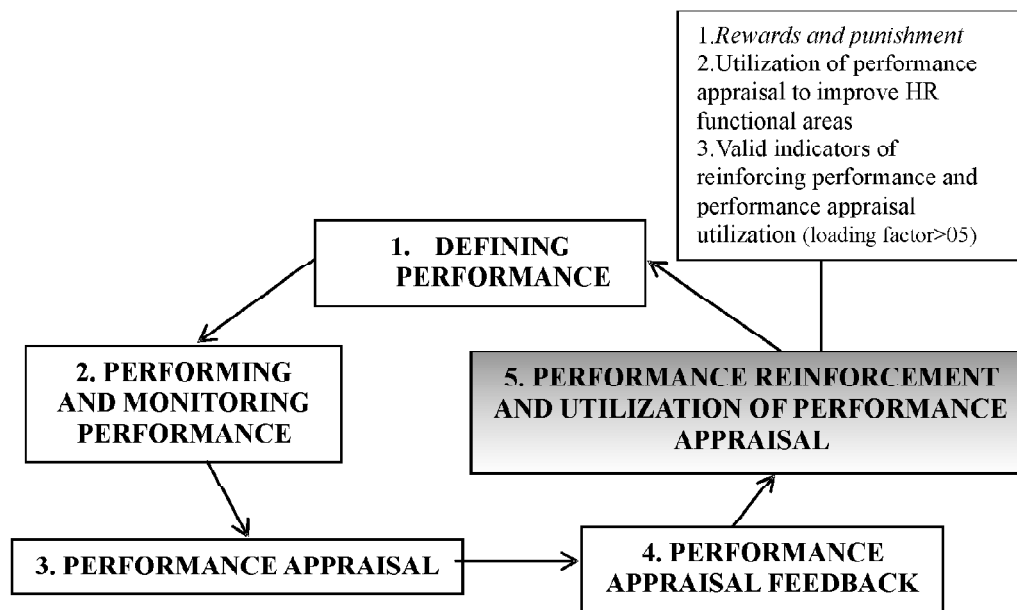 1.Rewards and punishment
2.Utilization of performance
appraisal to improve HR
functional areas
3.Valid indicators of
reinforcing performance and
performance appraisal
utilization (loading factor>05)
1. DEFINING
PERFORMANCE
2. PERFORMING
AND MONITORING
PERFORMANCE
5. PERFORMANCE REINFORCEMENT
AND UTILIZATION OF PERFORMANCE
APPRAISAL
3. PERFORMANCE APPRAISAL
4. PERFORMANCE
APPRAISAL FEEDBACK